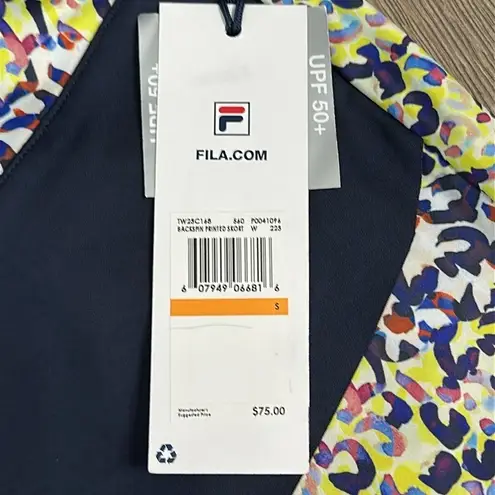 UPF 50+
UPF 50+
FILA.COM
TW23C168 860 P0041096
BACKSPIN PRINTED SKORT W 223
6 07949 06681 6
S
Manufacturer's
Suggested Price
$75.00